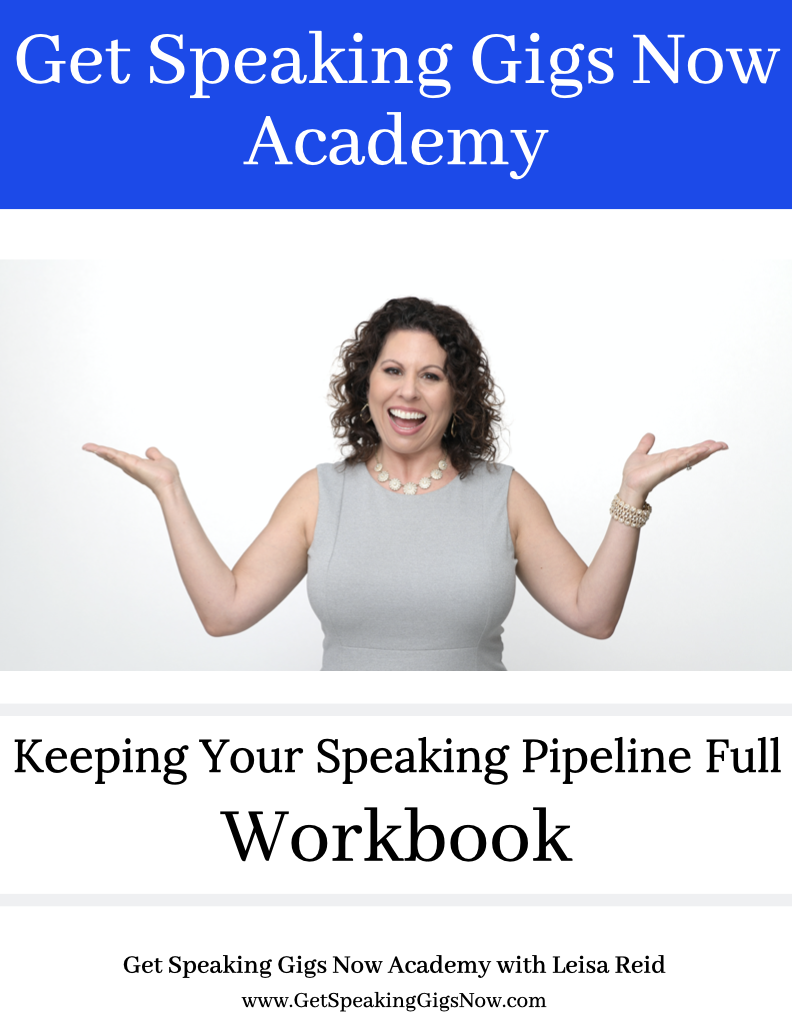 Get Speaking Gigs Now
Academy
Keeping Your Speaking Pipeline Full
Workbook
Get Speaking Gigs Now Academy with Leisa Reid
www.GetSpeakingGigsNow.com